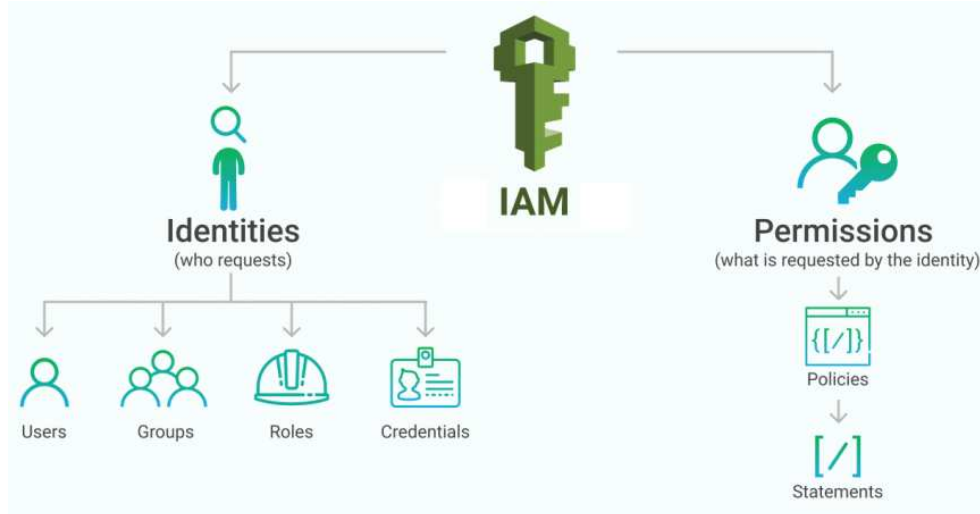 IAM
Identities
(who requests)
Users
Groups
Roles
Credentials
Permissions
(what is requested by the identity)
{[/]}
Policies
[/]
Statements